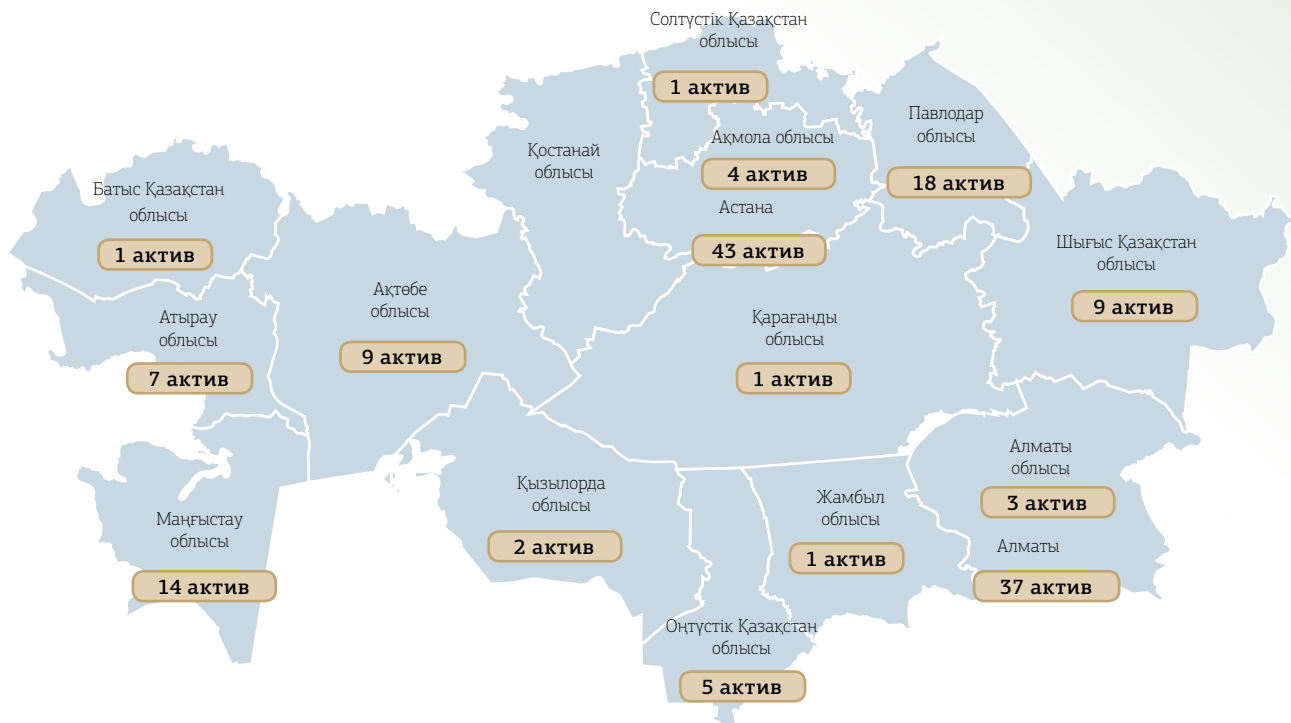 Солтүстік Қазақстан
облысы
1 актив
Павлодар
облысы
18 актив
Ақмола облысы
4 актив
Астана
43 актив
Қостанай
облысы
Батыс Қазақстан
облысы
1 актив
Шығыс Қазақстан
облысы
9 актив
Ақтөбе
облысы
9 актив
Атырау
облысы
7 актив
Қарағанды
облысы
1 актив
Алматы
облысы
3 актив
Алматы
37 актив
Қызылорда
облысы
2 актив
Жамбыл
облысы
1 актив
Маңғыстау
облысы
14 актив
Оңтүстік Қазақстан
облысы
5 актив